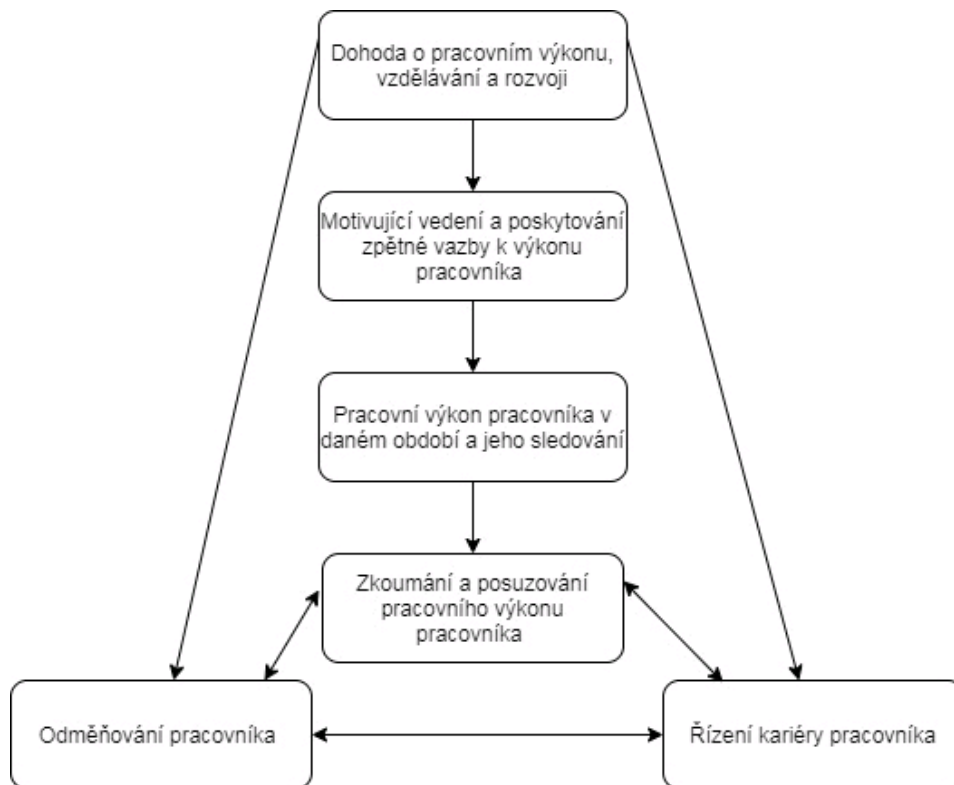 Dohoda o pracovním výkonu,
vzdělávání a rozvoji
Motivující vedení a poskytování
zpětné vazby k výkonu
pracovníka
Pracovní výkon pracovníka v
daném období a jeho sledování
Zkoumání a posuzování
pracovního výkonu
pracovníka
Odměňování pracovníka
Řízení kariéry pracovníka